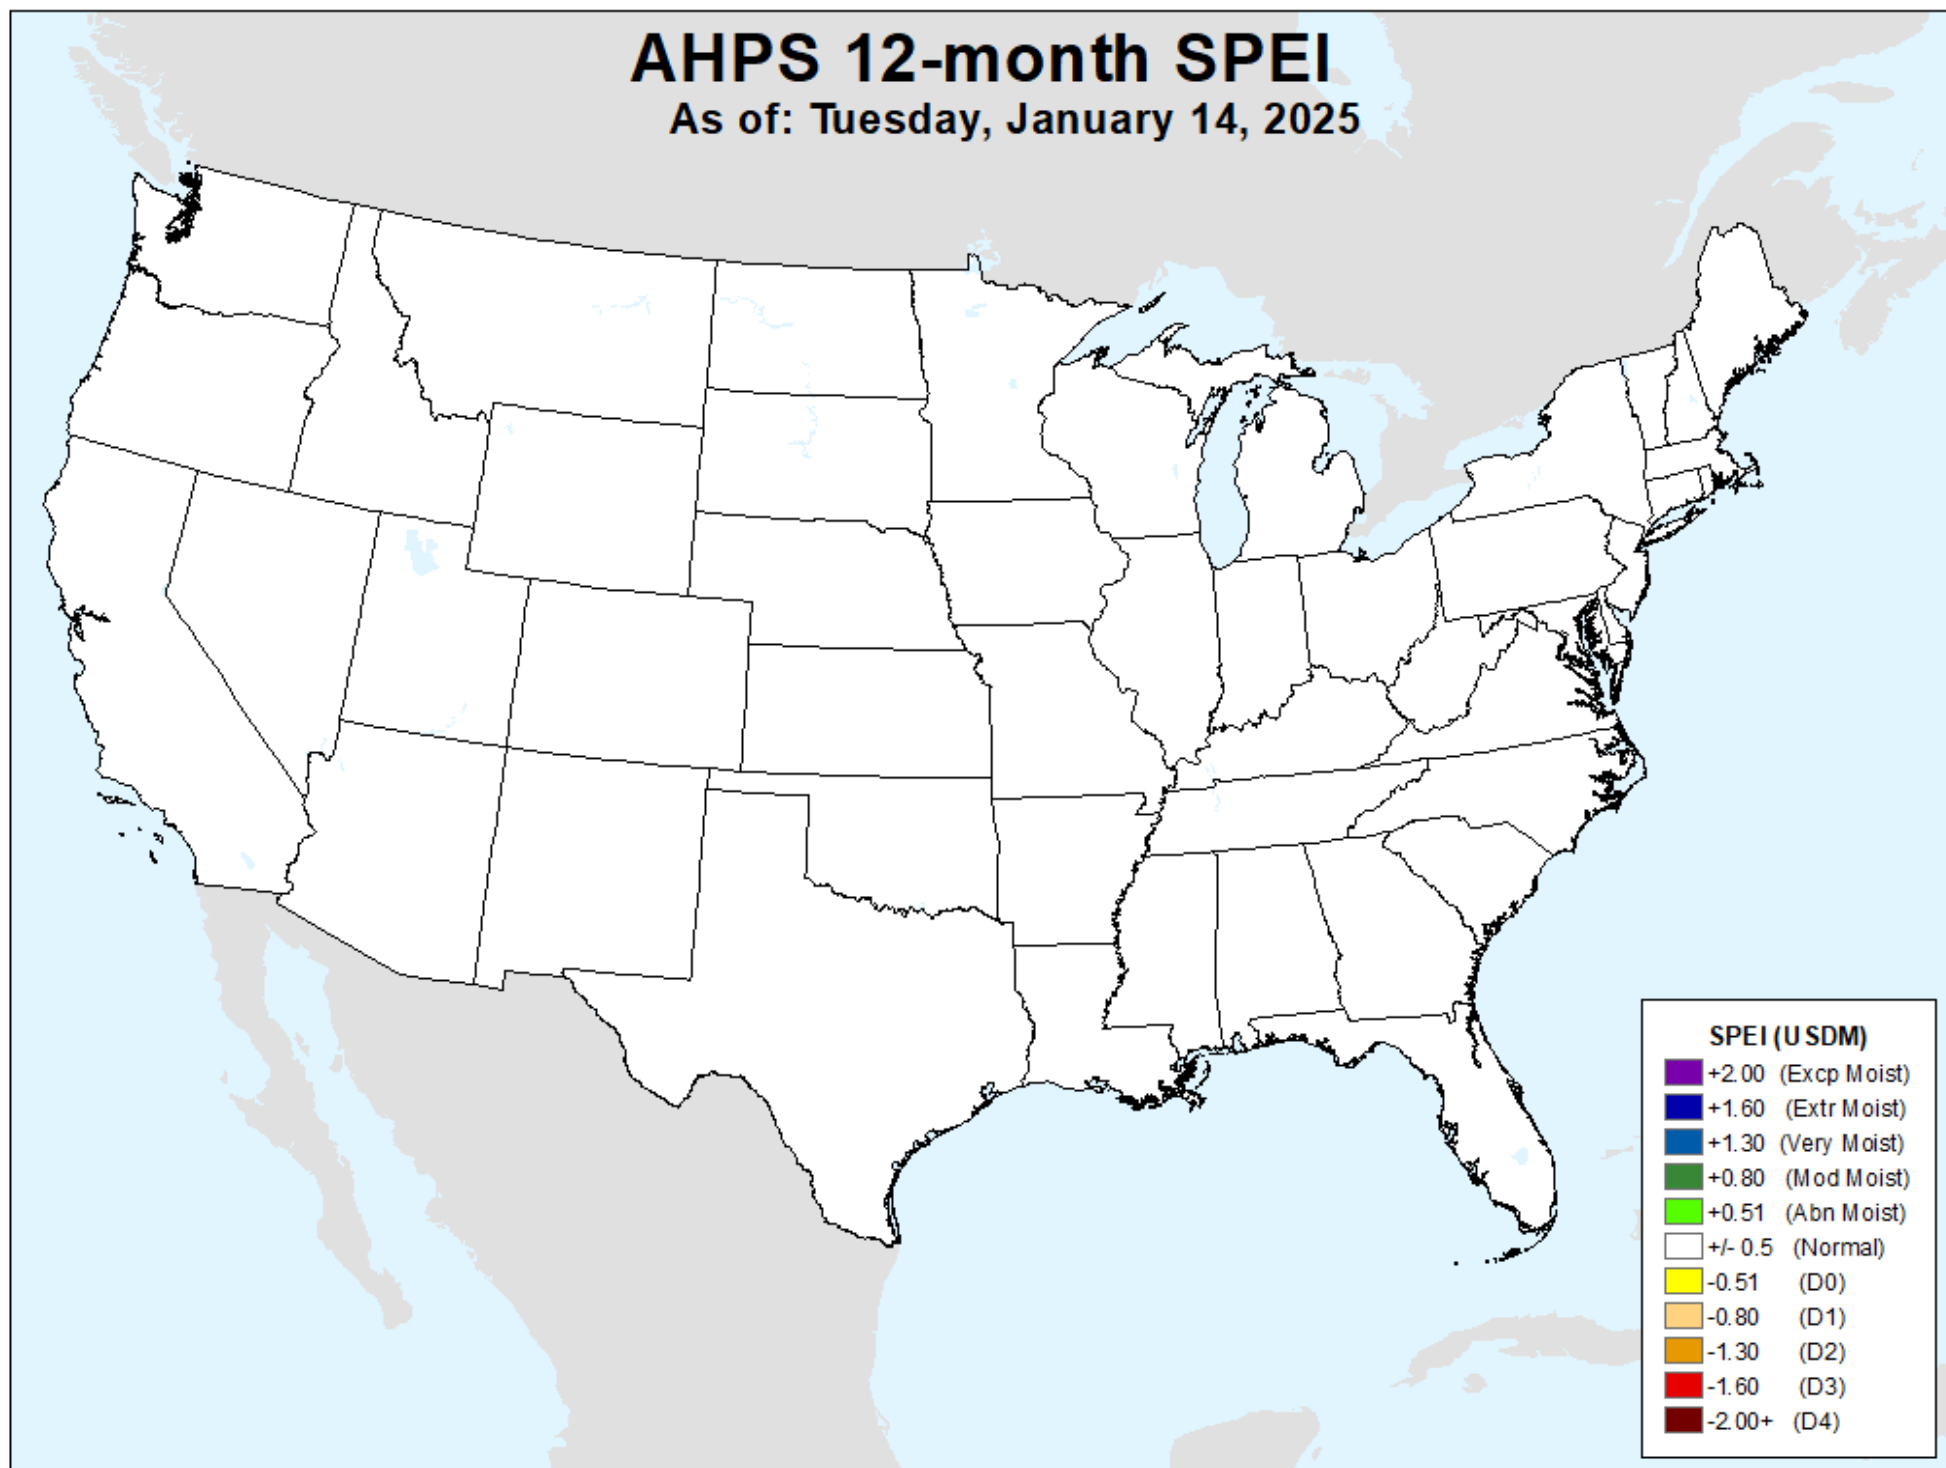 AHPS 12-month SPEI
As of: Tuesday, January 14, 2025
SPEI (USDM)
+2.00 (Excp Moist)
+1.60 (Extr Moist)
+1.30 (Very Moist)
+0.80 (Mod Moist)
+0.51 (Abn Moist)
+/- 0.5 (Normal)
-0.51 (D0)
-0.80 (D1)
-1.30 (D2)
-1.60 (D3)
-2.00+ (D4)